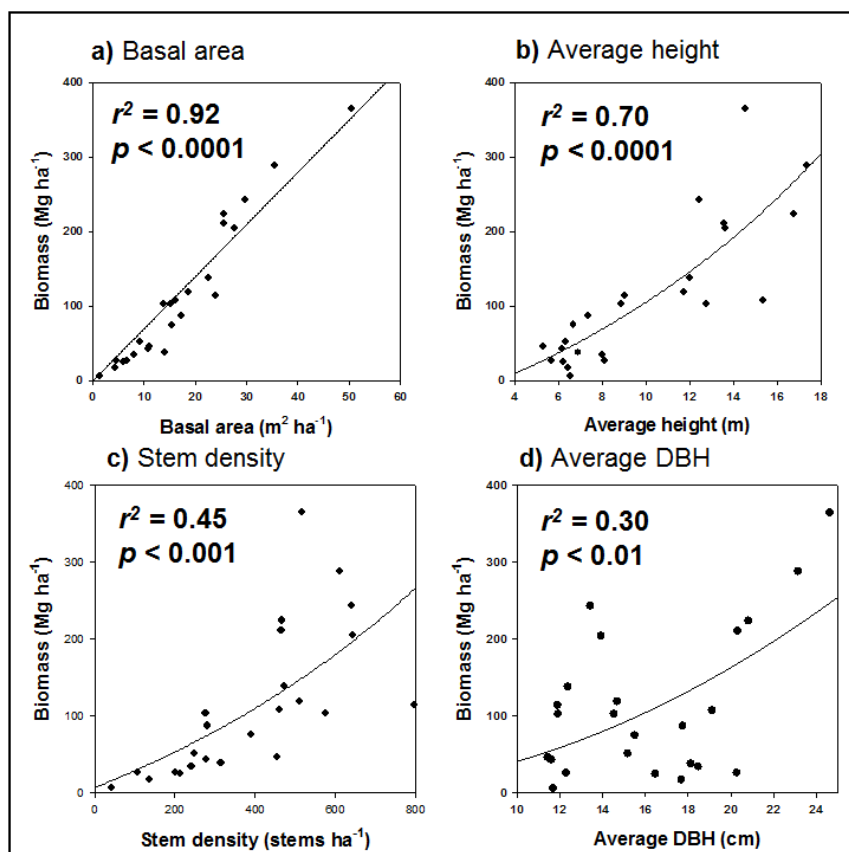 a) Basal area
r² = 0.92
p < 0.0001
400
300
200
100
0
Biomass (Mg ha⁻¹)
0 10 20 30 40 50 60
Basal area (m² ha⁻¹)
b) Average height
r² = 0.70
p < 0.0001
400
300
200
100
0
Biomass (Mg ha⁻¹)
4 6 8 10 12 14 16 18
Average height (m)
c) Stem density
r² = 0.45
p < 0.001
400
300
200
100
0
Biomass (Mg ha⁻¹)
0 200 400 600 800
Stem density (stems ha⁻¹)
d) Average DBH
r² = 0.30
p < 0.01
400
300
200
100
0
Biomass (Mg ha⁻¹)
10 12 14 16 18 20 22 24
Average DBH (cm)